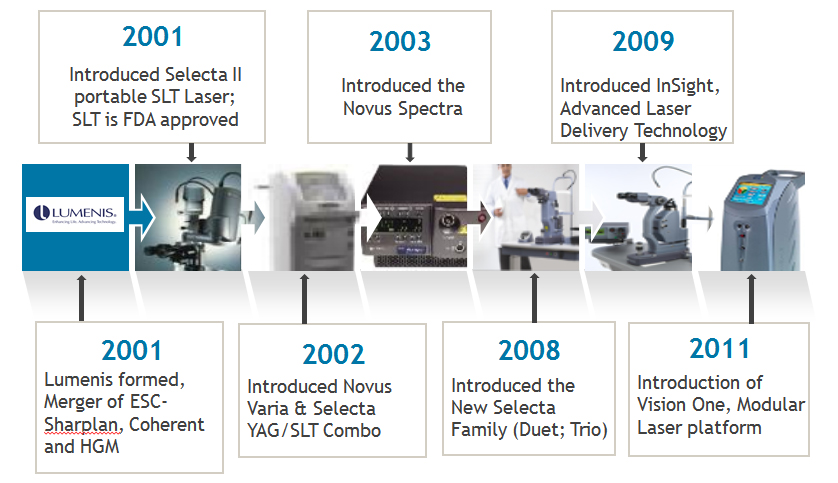 2001
Introduced Selecta II
portable SLT Laser;
SLT is FDA approved
2003
Introduced the
Novus Spectra
2009
Introduced InSight,
Advanced Laser
Delivery Technology
LUMENIS®
Enhancing Life. Advancing Technology.
2001
Lumenis formed,
Merger of ESC-
Sharplan, Coherent
and HGM
2002
Introduced Novus
Varia & Selecta
YAG/SLT Combo
2008
Introduced the
New Selecta
Family (Duet; Trio)
2011
Introduction of
Vision One, Modular
Laser platform